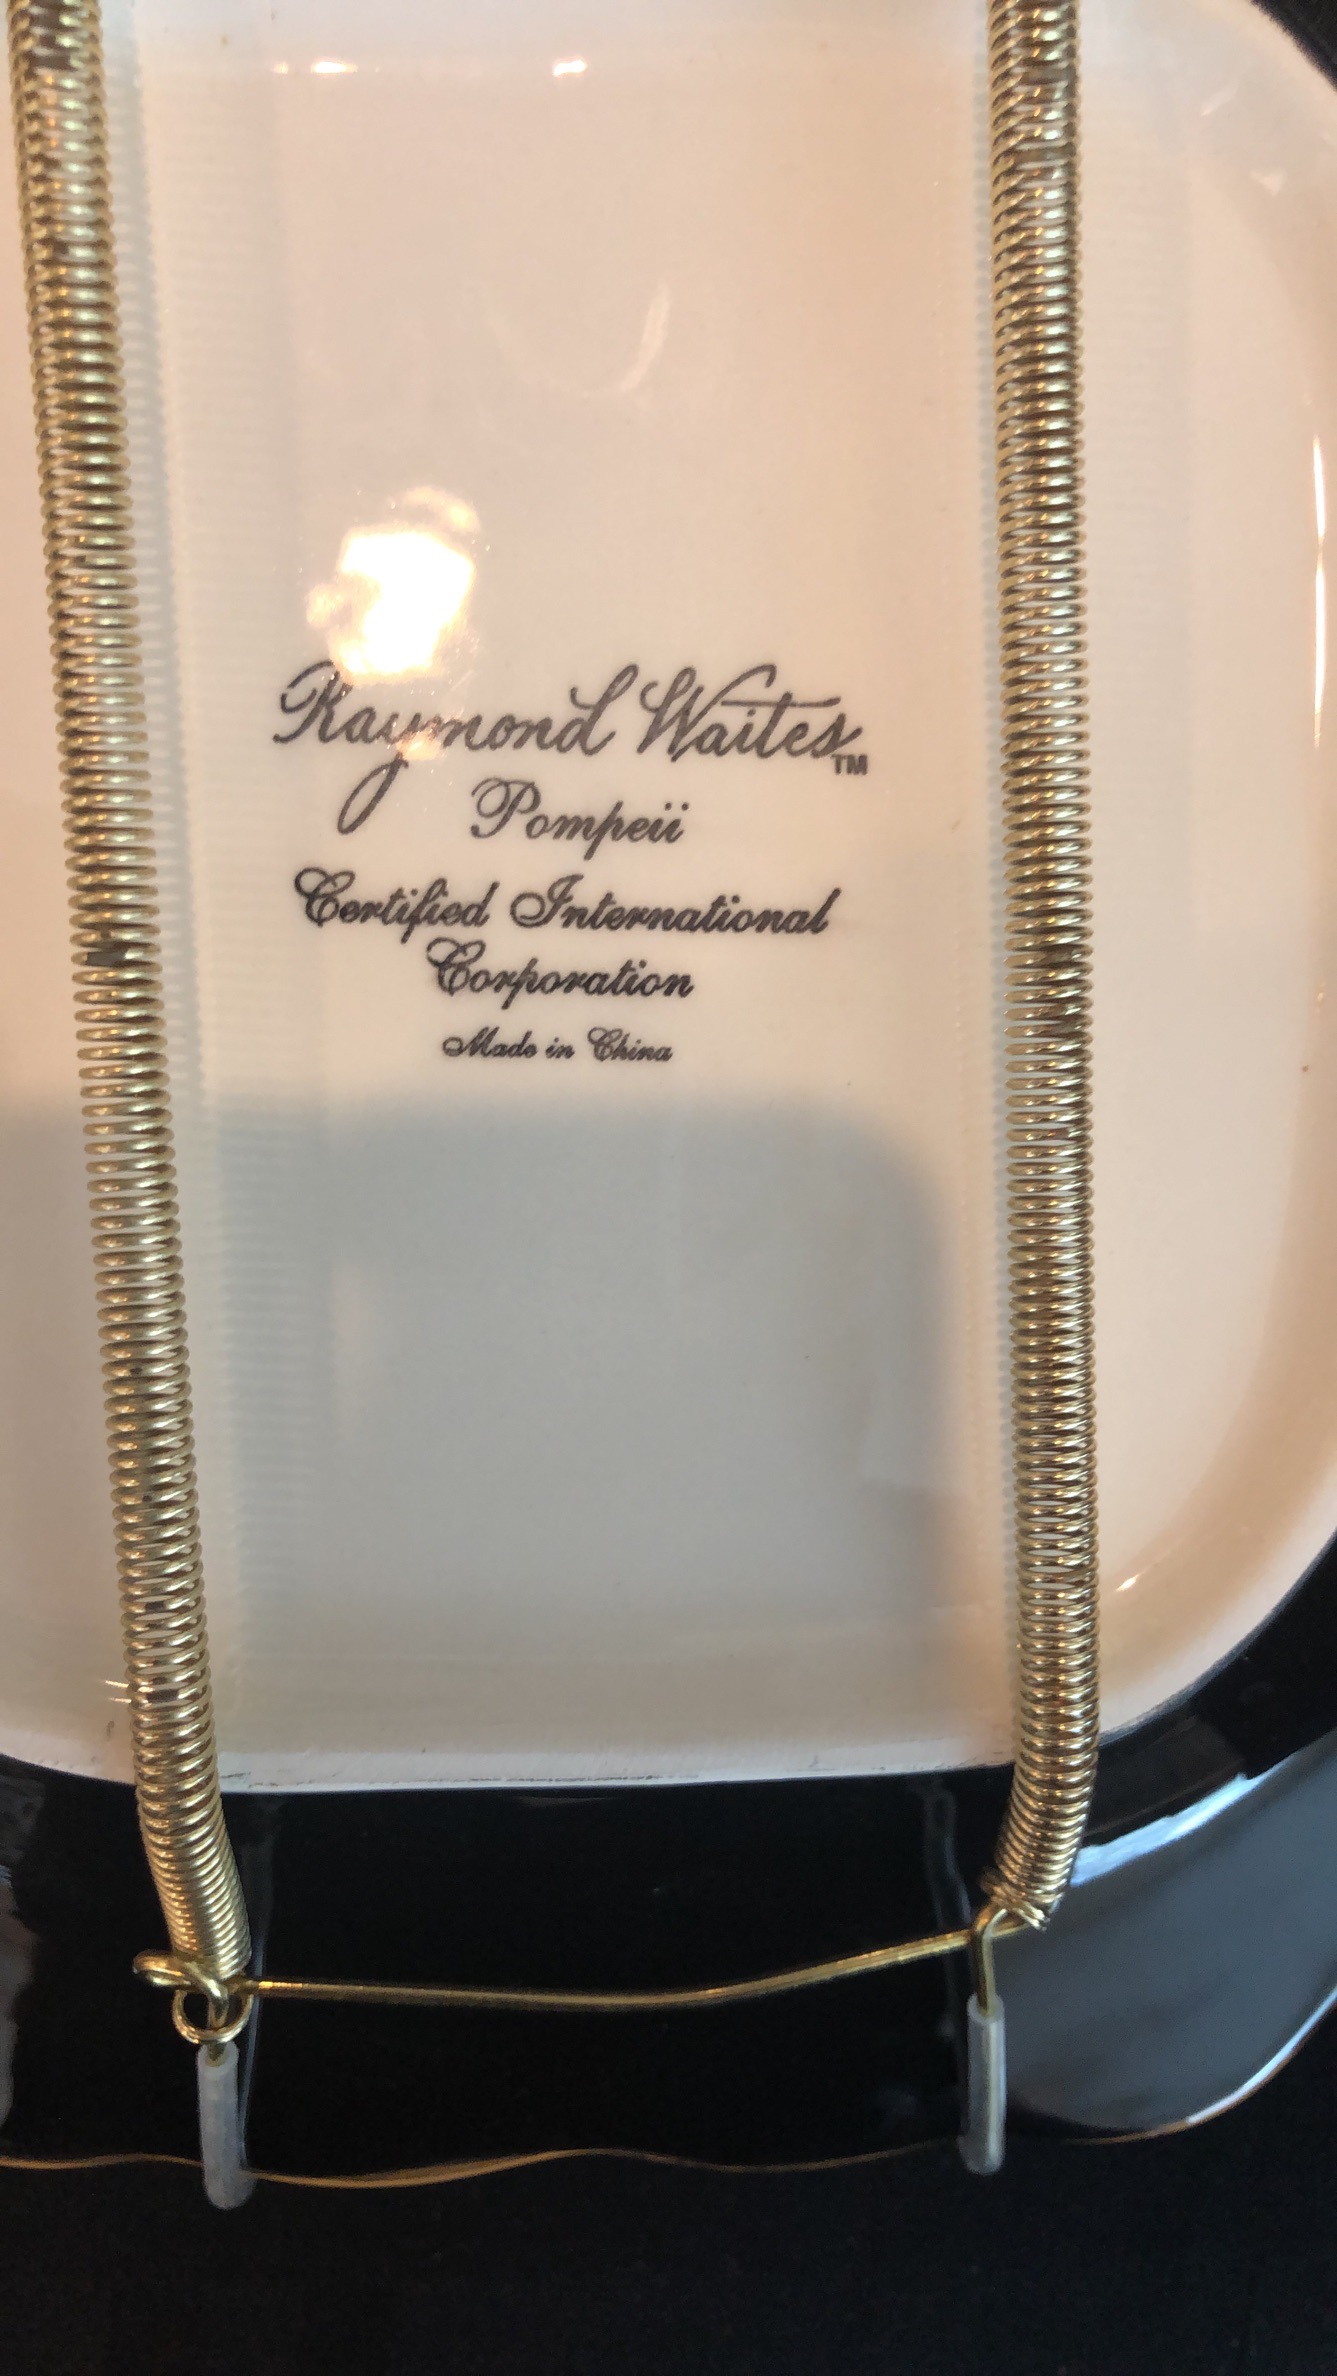 Raymond Waites™
Pompeii
Certified International
Corporation
Made in China